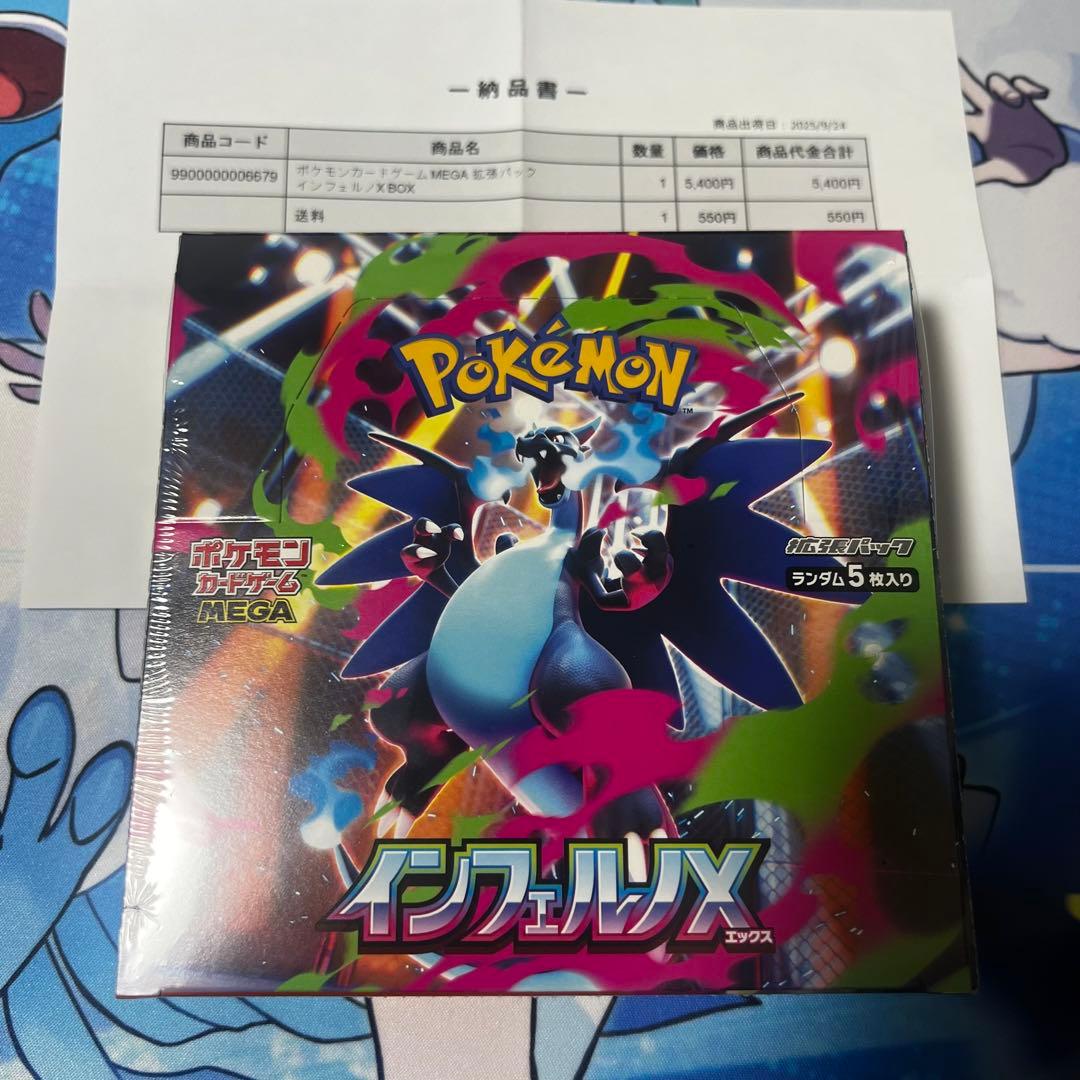 ー納品書ー
商品出荷日：2025/9/24
商品コード 商品名 数量 価格 商品代金合計
9900000006679 ポケモンカードゲーム MEGA 拡張パック
インフェルノX BOX 1 5,400円 5,400円
送料 1 550円 550円
POKéMON
TM
ポケモン
カードゲーム
MEGA
拡張パック
ランダム5枚入り
インフェルノX
エックス